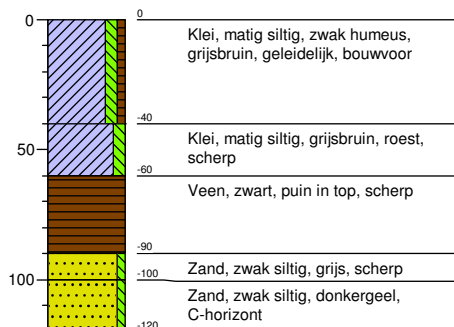 0
0
Klei, matig siltig, zwak humeus,
grijsbruin, geleidelijk, bouwvoor
-40
Klei, matig siltig, grijsbruin, roest,
scherp
50
-60
Veen, zwart, puin in top, scherp
-90
Zand, zwak siltig, grijs, scherp
100
-100
Zand, zwak siltig, donkergeel,
C-horizont
-120